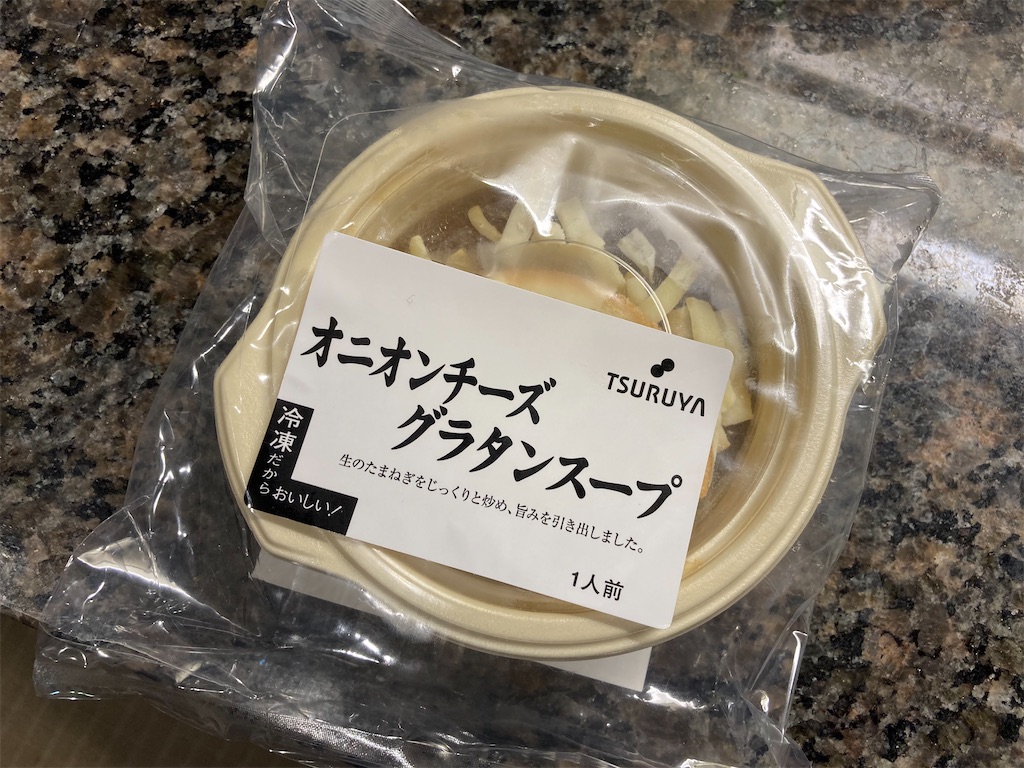 TSURUYA
オニオンチーズ
グラタンスープ
生のたまねぎをじっくりと炒め、旨みを引き出しました。
冷凍だから
おいしい!
1人前